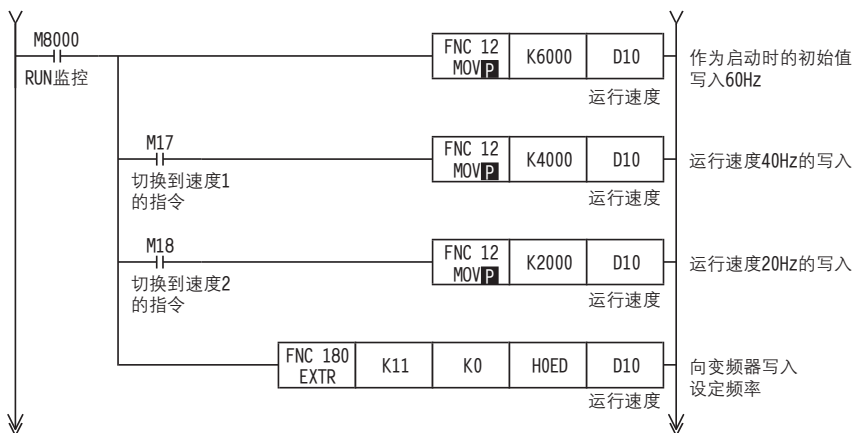 M8000
RUN监控
FNC 12
MOVP
K6000
D10
运行速度
作为启动时的初始值
写入60Hz
M17
切换到速度1
的指令
FNC 12
MOVP
K4000
D10
运行速度
运行速度40Hz的写入
M18
切换到速度2
的指令
FNC 12
MOVP
K2000
D10
运行速度
运行速度20Hz的写入
FNC 180
EXTR
K11
K0
H0ED
D10
运行速度
向变频器写入
设定频率